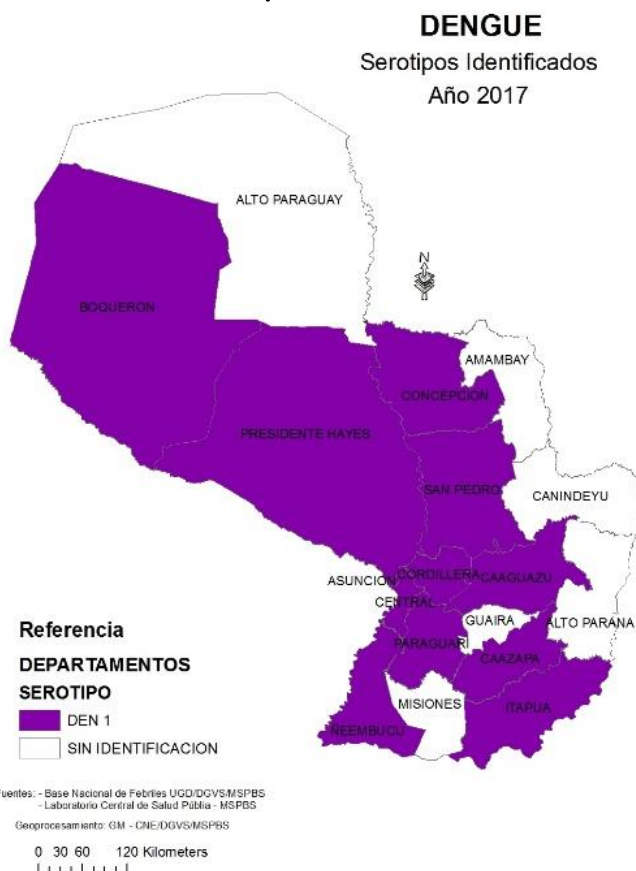 DENGUE
Serotipos Identificados
Año 2017
ALTO PARAGUAY
N
BOQUERON
AMAMBAY
CONCEPCION
PRESIDENTE HAYES
SAN PEDRO
CANINDEYU
ASUNCION
CORDILLERA
CAAGUAZU
CENTRAL
GUAIRA
ALTO PARANA
PARAGUARI
CAAZAPA
MISIONES
ITAPUA
ÑEEMBUCU
Referencia
DEPARTAMENTOS
SEROTIPO
DEN 1
SIN IDENTIFICACION
uentes: - Base Nacional de Febriles UGD/DGVS/MSPBS
- Laboratorio Central de Salud Públia - MSPBS
Geoprocesamiento: GM - CNE/DGVS/MSPBS
0 30 60 120 Kilometers